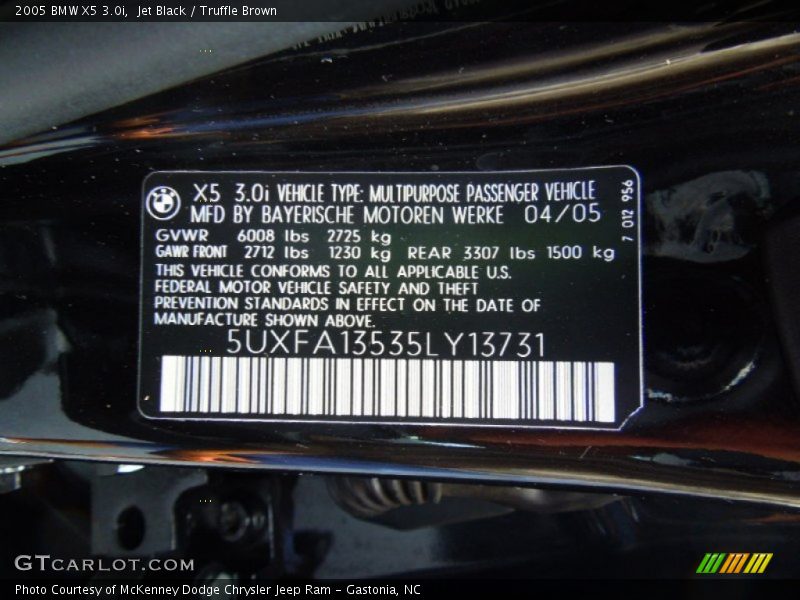 2005 BMW X5 3.0i, Jet Black / Truffle Brown
X5 3.0i VEHICLE TYPE: MULTIPURPOSE PASSENGER VEHICLE
MFD BY BAYERISCHE MOTOREN WERKE 04/05
7 012 956
GVWR 6008 lbs 2725 kg
GAWR FRONT 2712 lbs 1230 kg REAR 3307 lbs 1500 kg
THIS VEHICLE CONFORMS TO ALL APPLICABLE U.S.
FEDERAL MOTOR VEHICLE SAFETY AND THEFT
PREVENTION STANDARDS IN EFFECT ON THE DATE OF
MANUFACTURE SHOWN ABOVE.
5UXFA13535LY13731
GTCARLOT.COM
Photo Courtesy of McKenney Dodge Chrysler Jeep Ram - Gastonia, NC